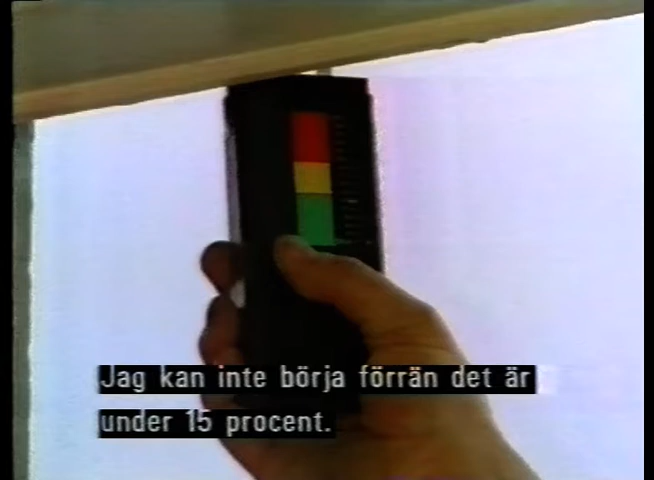 Jag kan inte börja förrän det är
under 15 procent.